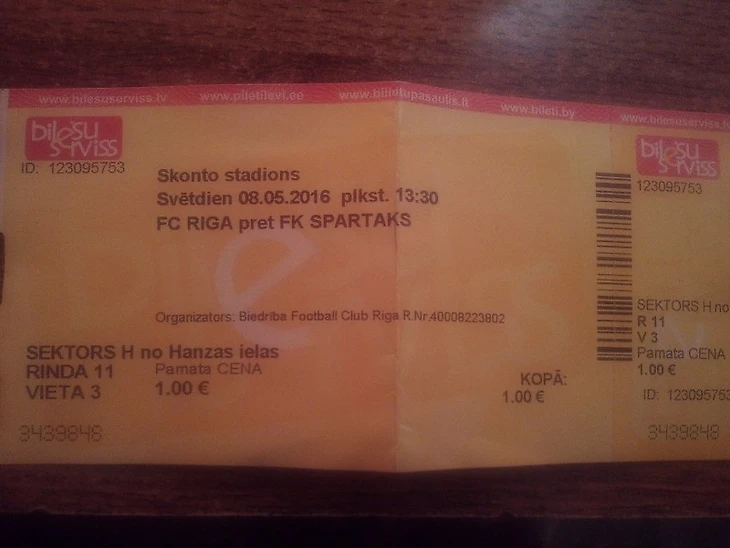 www.bilesuserviss.lv www.piletilevi.ee www.bilietupasaulis.lt www.bileti.by www.bilesuserviss.lv
bilesu
serviss
ID: 123095753
Skonto stadions
Svētdien 08.05.2016 plkst. 13:30
FC RIGA pret FK SPARTAKS
Organizators: Biedrība Football Club Riga R.Nr.40008223802
SEKTORS H no Hanzas ielas
RINDA 11 Pamata CENA
VIETA 3 1.00 €
KOPĀ:
1.00 €
3439848
bilesu
serviss
123095753
SEKTORS H no
R 11
V 3
Pamata CENA
1.00 €
ID: 123095753
3439848